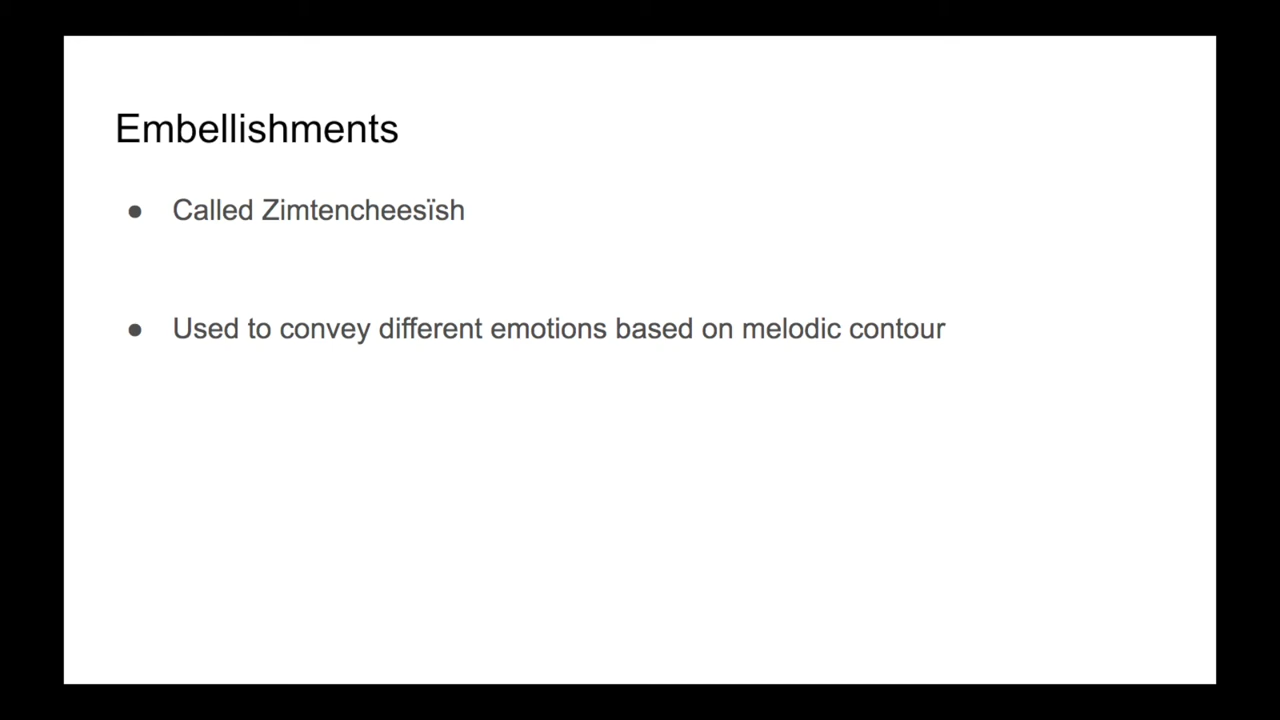 Embellishments
● Called Zimtencheesïsh
● Used to convey different emotions based on melodic contour